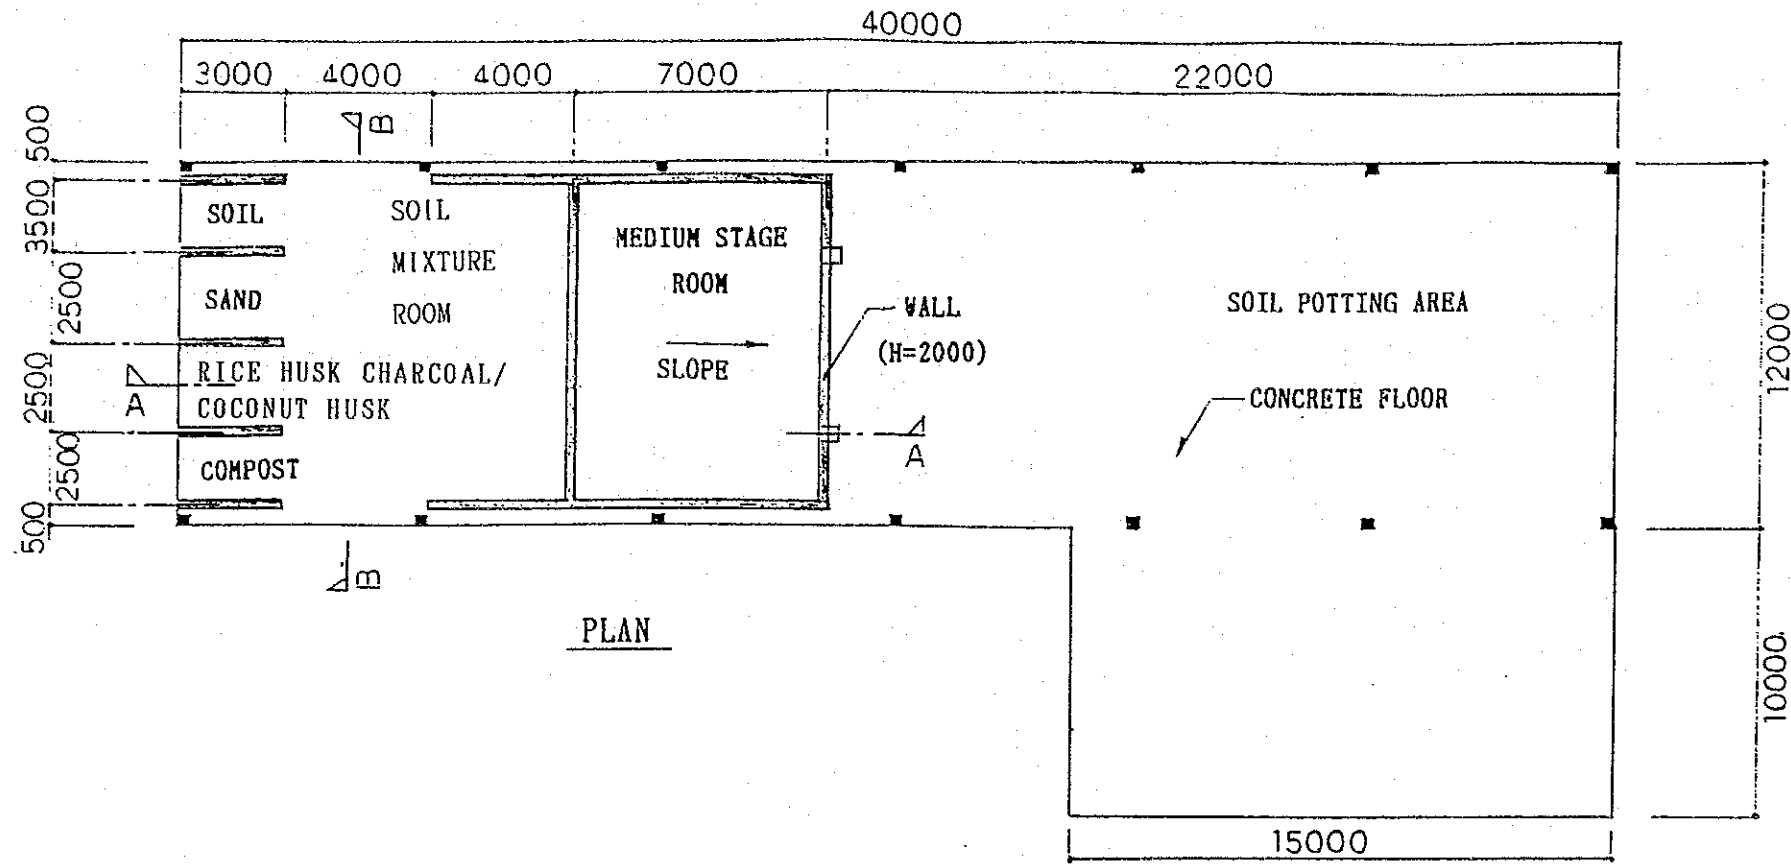 40000
3000 4000 4000 7000 22000
B
500
3500
2500
2500
2500
500
SOIL
SAND
RICE HUSK CHARCOAL/
COCONUT HUSK
COMPOST
SOIL
MIXTURE
ROOM
MEDIUM STAGE
ROOM
SLOPE
WALL
(H=2000)
SOIL POTTING AREA
CONCRETE FLOOR
A
A
B
12000
10000
15000
PLAN